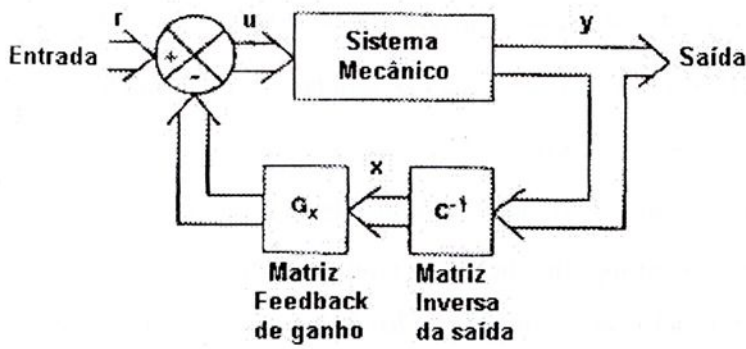 r
u
Sistema
Mecânico
y
Entrada
+
-
Saída
x
Gₓ
C⁻¹
Matriz
Feedback
de ganho
Matriz
Inversa
da saída